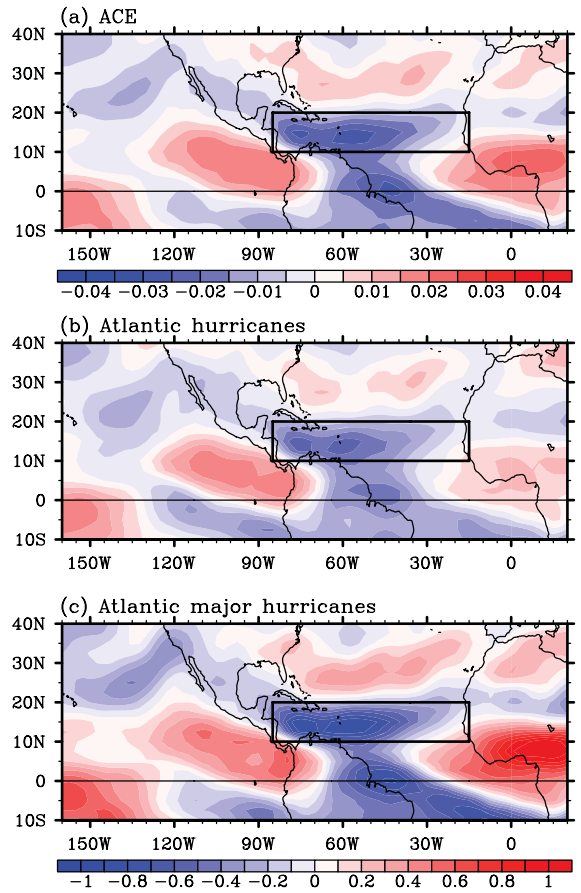 (a) ACE
40N
30N
20N
10N
0
10S
150W 120W 90W 60W 30W 0
−0.04 −0.03 −0.02 −0.01 0 0.01 0.02 0.03 0.04
(b) Atlantic hurricanes
40N
30N
20N
10N
0
10S
150W 120W 90W 60W 30W 0
(c) Atlantic major hurricanes
40N
30N
20N
10N
0
10S
150W 120W 90W 60W 30W 0
−1 −0.8 −0.6 −0.4 −0.2 0 0.2 0.4 0.6 0.8 1